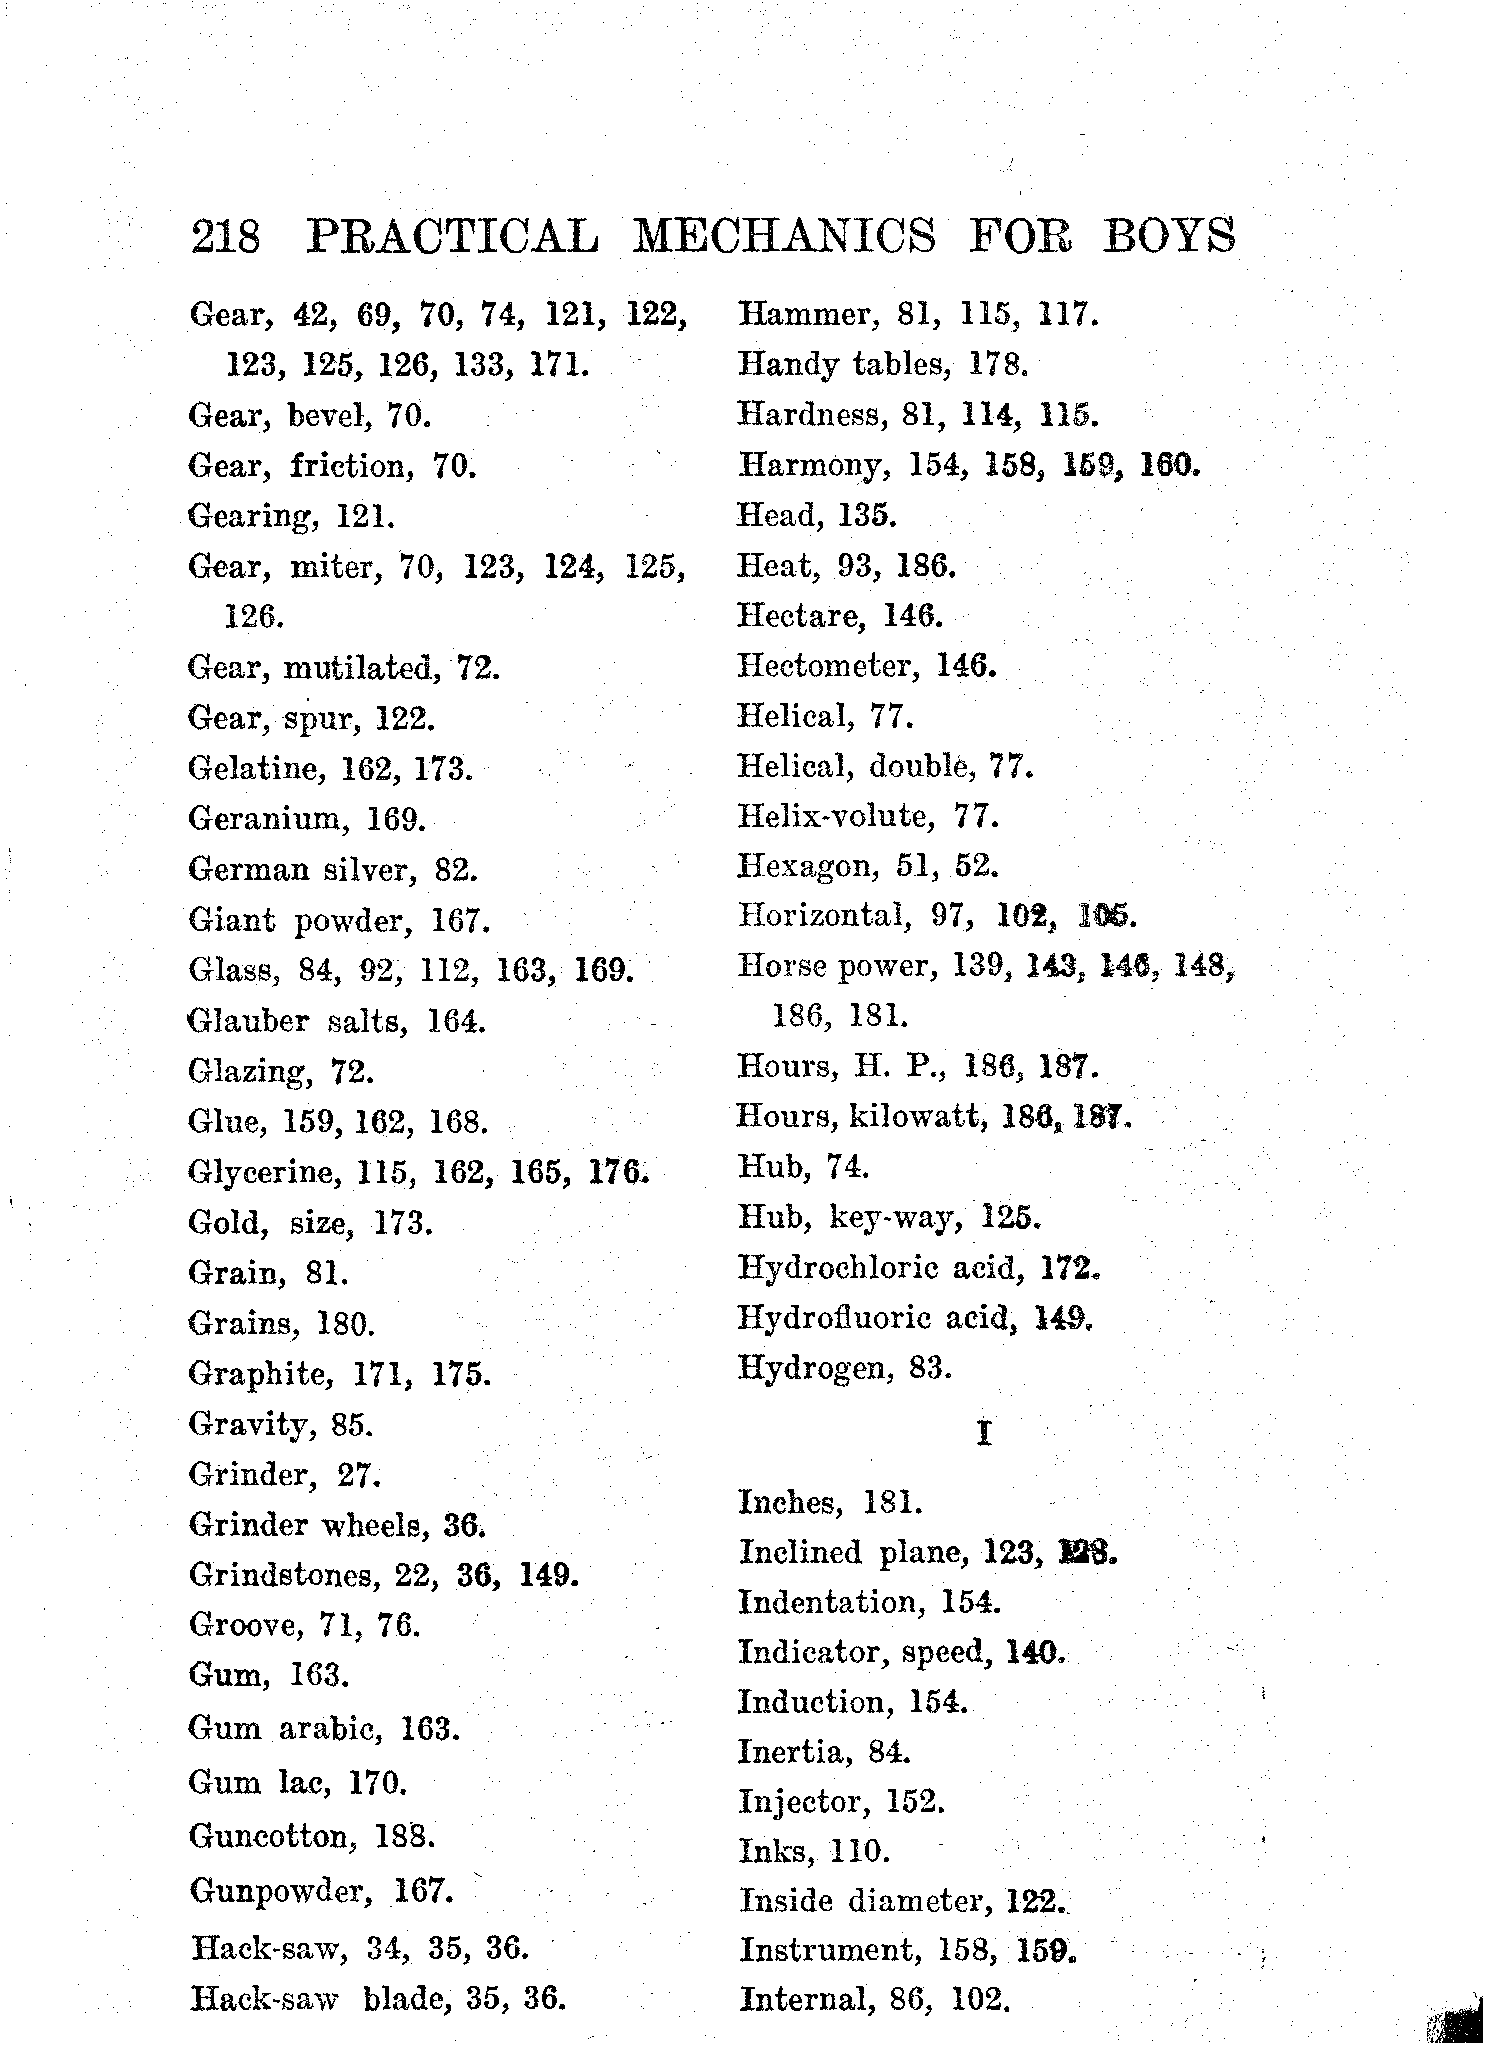 218 PRACTICAL MECHANICS FOR BOYS
Gear, 42, 69, 70, 74, 121, 122,
123, 125, 126, 133, 171.
Gear, bevel, 70.
Gear, friction, 70.
Gearing, 121.
Gear, miter, 70, 123, 124, 125,
126.
Gear, mutilated, 72.
Gear, spur, 122.
Gelatine, 162, 173.
Geranium, 169.
German silver, 82.
Giant powder, 167.
Glass, 84, 92, 112, 163, 169.
Glauber salts, 164.
Glazing, 72.
Glue, 159, 162, 168.
Glycerine, 115, 162, 165, 176.
Gold, size, 173.
Grain, 81.
Grains, 180.
Graphite, 171, 175.
Gravity, 85.
Grinder, 27.
Grinder wheels, 36.
Grindstones, 22, 36, 149.
Groove, 71, 76.
Gum, 163.
Gum arabic, 163.
Gum lac, 170.
Guncotton, 188.
Gunpowder, 167.
Hack-saw, 34, 35, 36.
Hack-saw blade, 35, 36.
Hammer, 81, 115, 117.
Handy tables, 178.
Hardness, 81, 114, 115.
Harmony, 154, 158, 159, 160.
Head, 135.
Heat, 93, 186.
Hectare, 146.
Hectometer, 146.
Helical, 77.
Helical, double, 77.
Helix-volute, 77.
Hexagon, 51, 52.
Horizontal, 97, 102,
Horse power, 139, 143, 146, 148,
186, 181.
Hours, H. P., 186, 187.
Hours, kilowatt, 186, 187.
Hub, 74.
Hub, key-way, 125.
Hydrochloric acid, 172.
Hydrofluoric acid, 149.
Hydrogen, 83.
I
Inches, 181.
Inclined plane, 123,
Indentation, 154.
Indicator, speed, 140.
Induction, 154.
Inertia, 84.
Injector, 152.
Inks, 110.
Inside diameter, 122.
Instrument, 158, 159.
Internal, 86, 102.